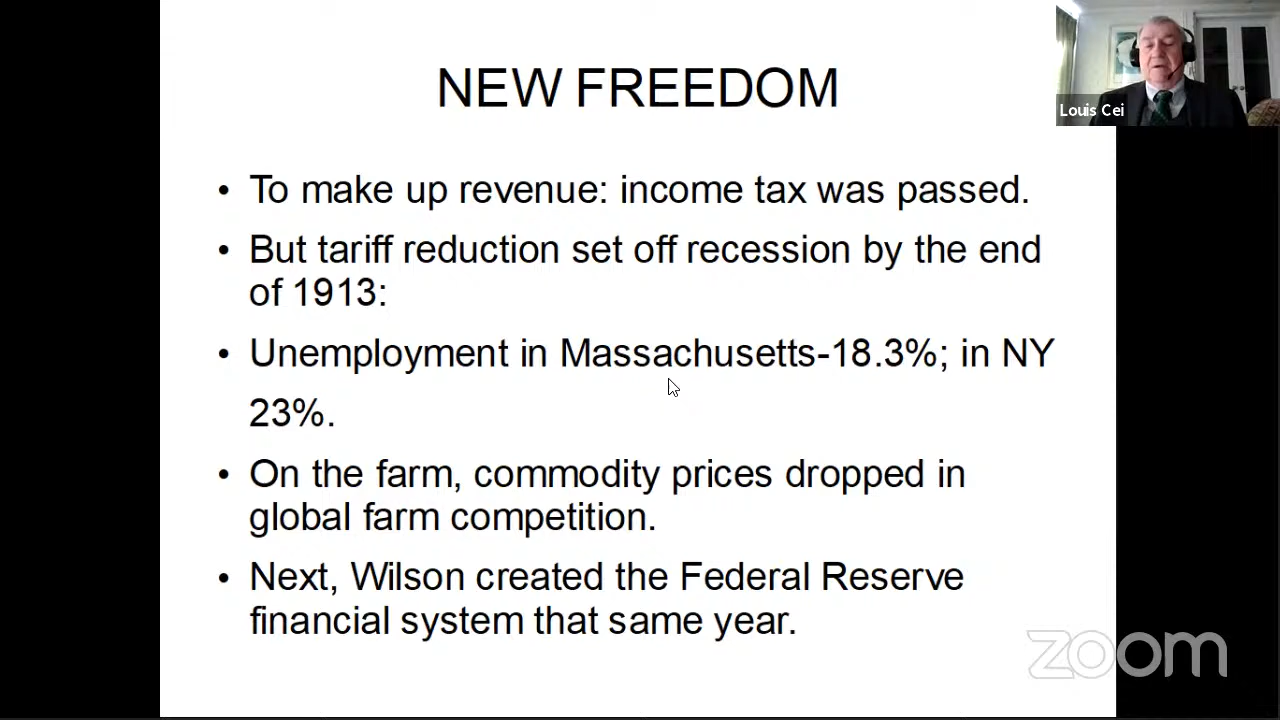 NEW FREEDOM
Louis Cei
• To make up revenue: income tax was passed.
• But tariff reduction set off recession by the end
of 1913:
• Unemployment in Massachusetts-18.3%; in NY
23%.
• On the farm, commodity prices dropped in
global farm competition.
• Next, Wilson created the Federal Reserve
financial system that same year.
zoom